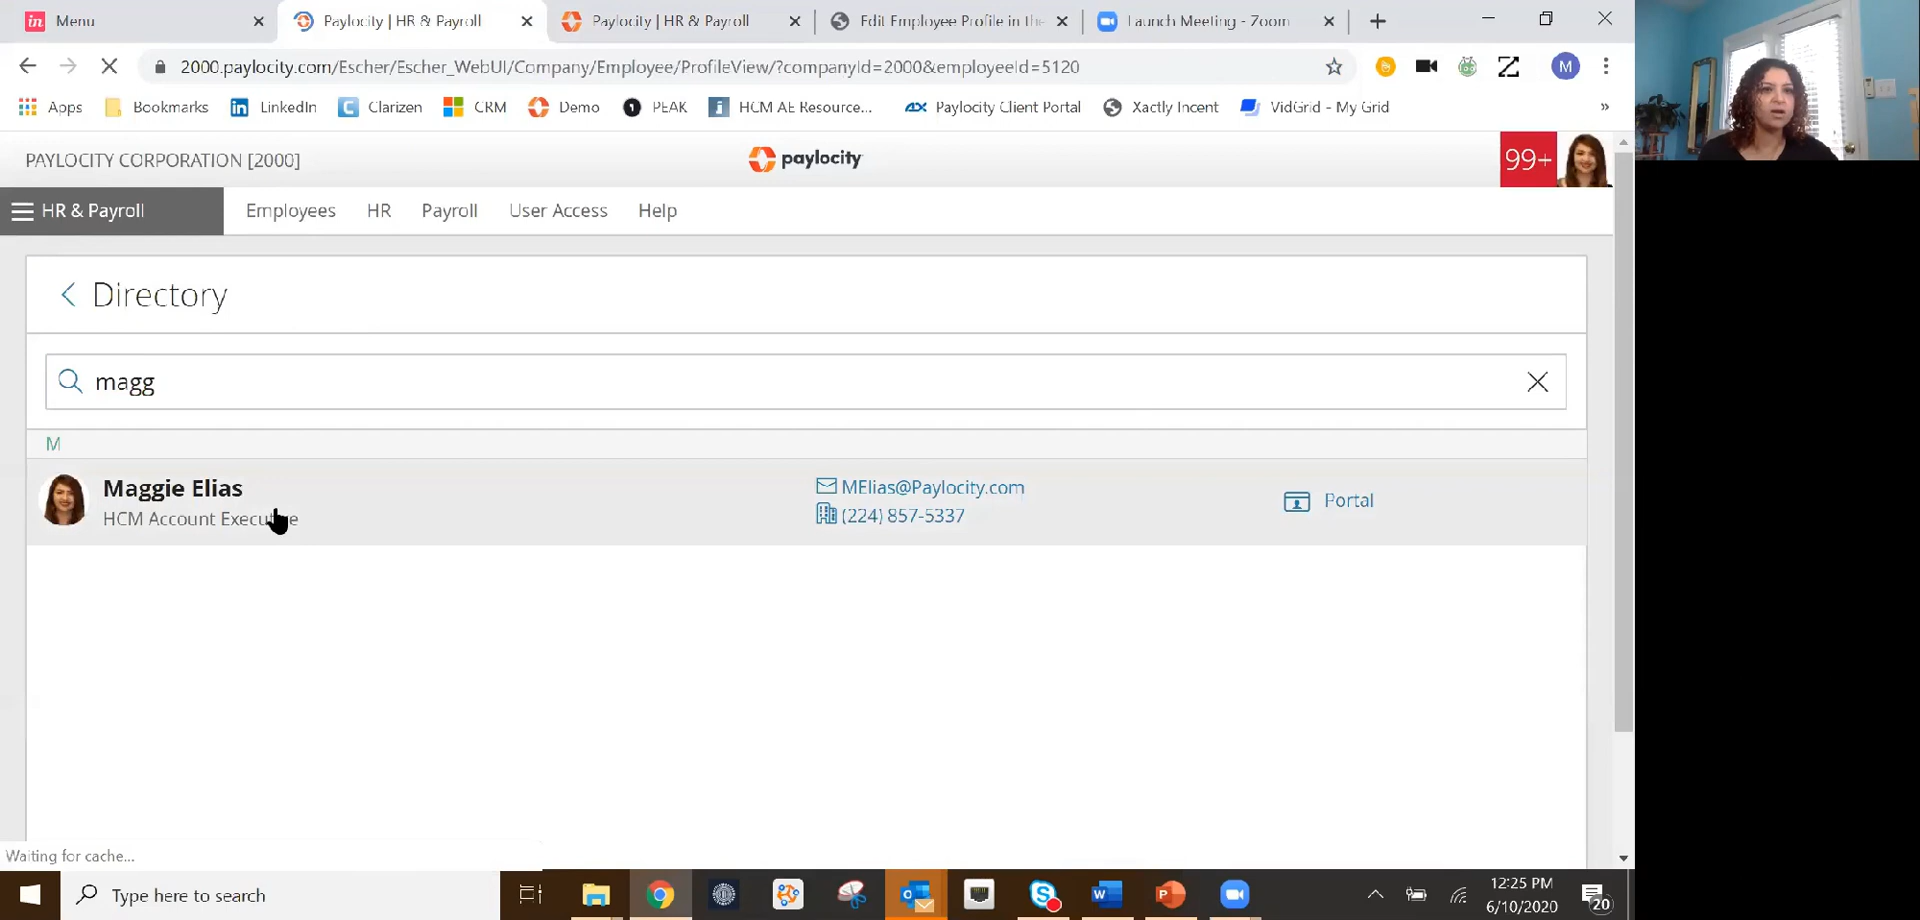 Menu
Paylocity | HR & Payroll
Paylocity | HR & Payroll
Edit Employee Profile in the
Launch Meeting - Zoom
2000.paylocity.com/Escher/Escher_WebUI/Company/Employee/ProfileView/?companyId=2000&employeeId=5120
M
Apps
Bookmarks
LinkedIn
Clarizen
CRM
Demo
PEAK
HCM AE Resource...
Paylocity Client Portal
Xactly Incent
VidGrid - My Grid
»
PAYLOCITY CORPORATION [2000]
paylocity
99+
HR & Payroll
Employees
HR
Payroll
User Access
Help
Directory
magg
M
Maggie Elias
HCM Account Executive
MElias@Paylocity.com
(224) 857-5337
Portal
Waiting for cache...
Type here to search
12:25 PM
6/10/2020
20